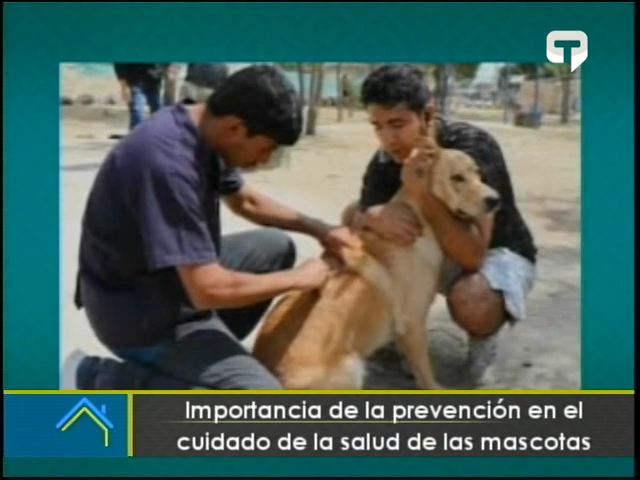 Importancia de la prevención en el
cuidado de la salud de las mascotas